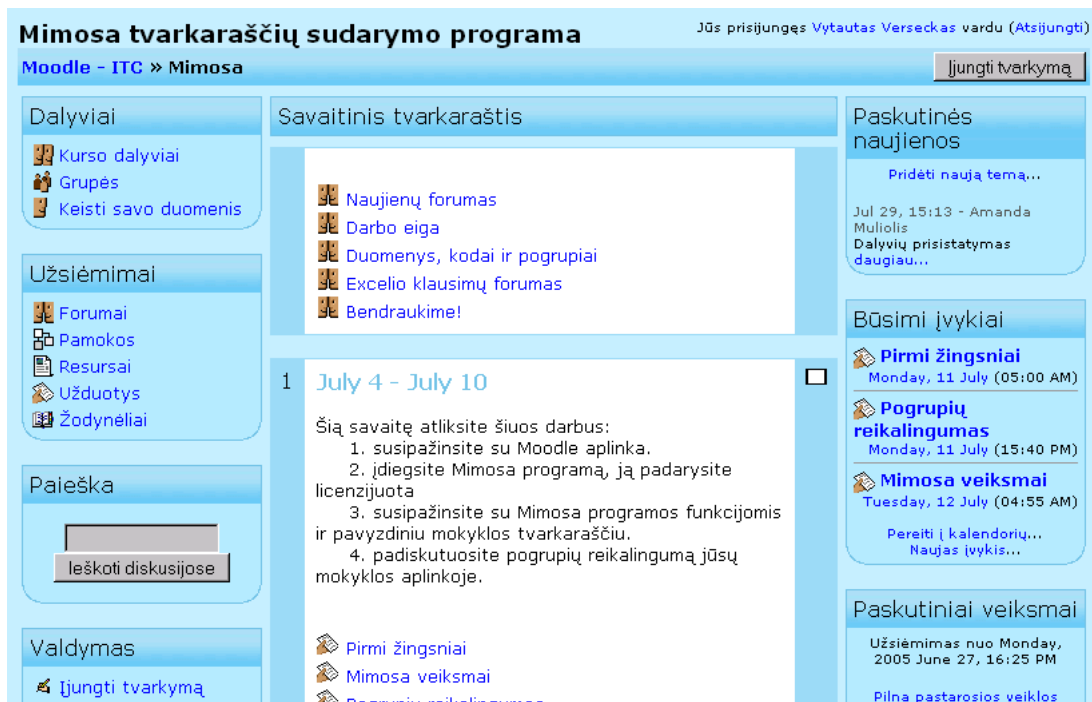 Mimosa tvarkaraščių sudarymo programa
Jūs prisijungęs Vytautas Verseckas vardu (Atsijungti)
Moodle - ITC » Mimosa
Įjungti tvarkymą
Dalyviai
Kurso dalyviai
Grupės
Keisti savo duomenis
Užsiėmimai
Forumai
Pamokos
Resursai
Užduotys
Žodynėliai
Paieška
Ieškoti diskusijose
Valdymas
Įjungti tvarkymą
Savaitinis tvarkaraštis
Naujienų forumas
Darbo eiga
Duomenys, kodai ir pogrupiai
Excelio klausimų forumas
Bendraukime!
1
July 4 - July 10
Šią savaitę atliksite šiuos darbus:
1. susipažinsite su Moodle aplinka.
2. įdiegsite Mimosa programą, ją padarysite
licenzijuota
3. susipažinsite su Mimosa programos funkcijomis
ir pavyzdiniu mokyklos tvarkaraščiu.
4. padiskutuosite pogrupių reikalingumą jūsų
mokyklos aplinkoje.
Pirmi žingsniai
Mimosa veiksmai
Pogrupių reikalingumas
Paskutinės
naujienos
Pridėti naują temą...
Jul 29, 15:13 - Amanda
Muliolis
Dalyvių prisistatymas
daugiau...
Būsimi įvykiai
Pirmi žingsniai
Monday, 11 July (05:00 AM)
Pogrupių
reikalingumas
Monday, 11 July (15:40 PM)
Mimosa veiksmai
Tuesday, 12 July (04:55 AM)
Pereiti į kalendorių...
Naujas įvykis...
Paskutiniai veiksmai
Užsiėmimas nuo Monday,
2005 June 27, 16:25 PM
Pilna pastarosios veiklos